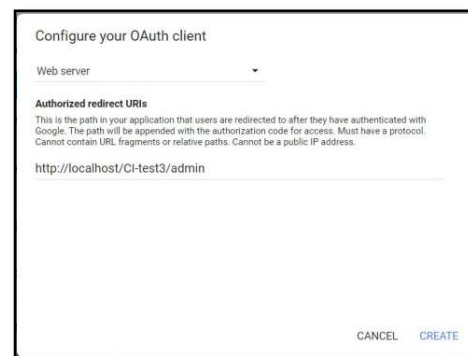 Configure your OAuth client
Web server
Authorized redirect URIs
This is the path in your application that users are redirected to after they have authenticated with
Google. The path will be appended with the authorization code for access. Must have a protocol.
Cannot contain URL fragments or relative paths. Cannot be a public IP address.
http://localhost/CI-test3/admin
CANCEL CREATE